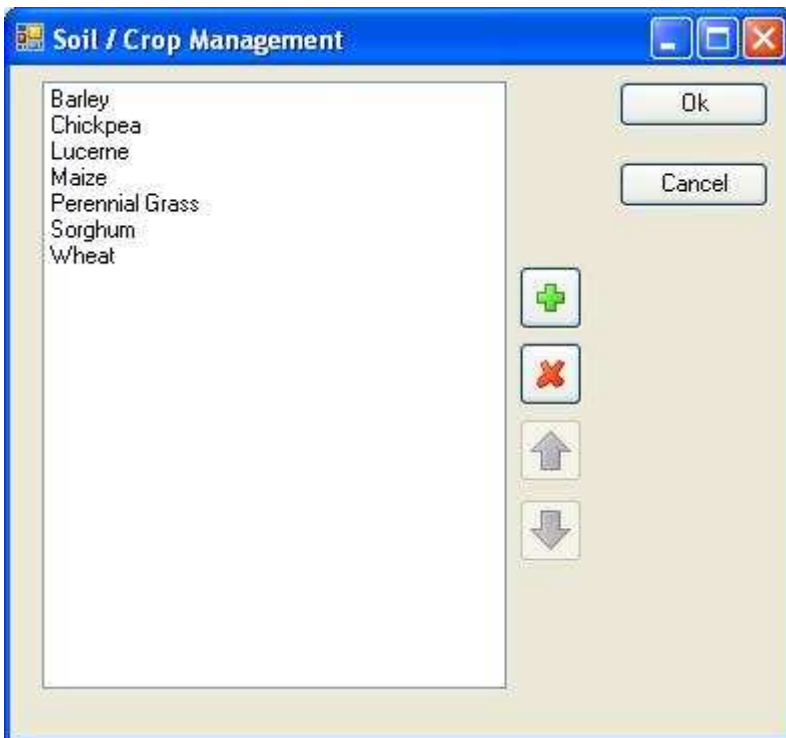 Soil / Crop Management
Barley
Chickpea
Lucerne
Maize
Perennial Grass
Sorghum
Wheat
Ok
Cancel